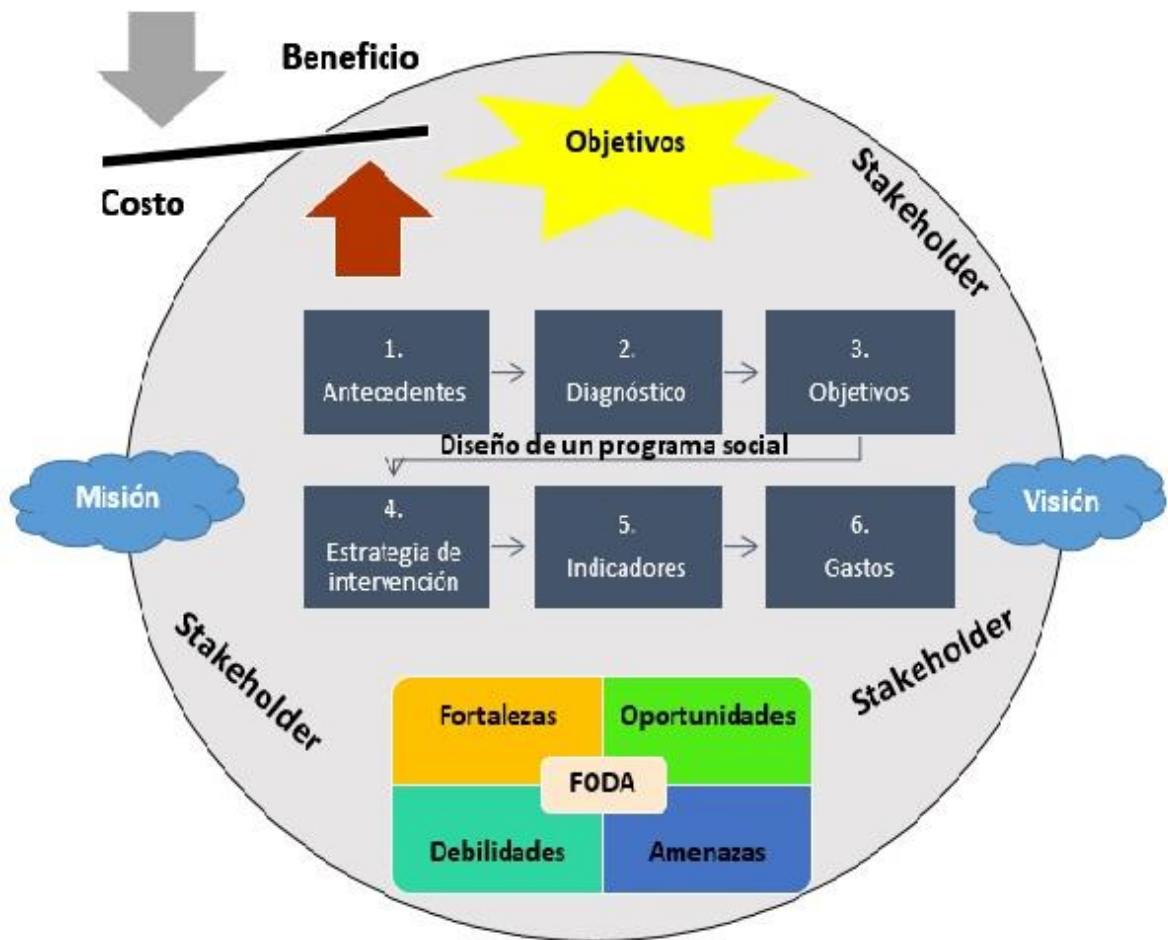 Beneficio
Costo
Objetivos
Stakeholder
1.
Antecedentes
2.
Diagnóstico
3.
Objetivos
Diseño de un programa social
Misión
Visión
4.
Estrategia de
intervención
5.
Indicadores
6.
Gastos
Stakeholder
Stakeholder
Fortalezas
Oportunidades
FODA
Debilidades
Amenazas